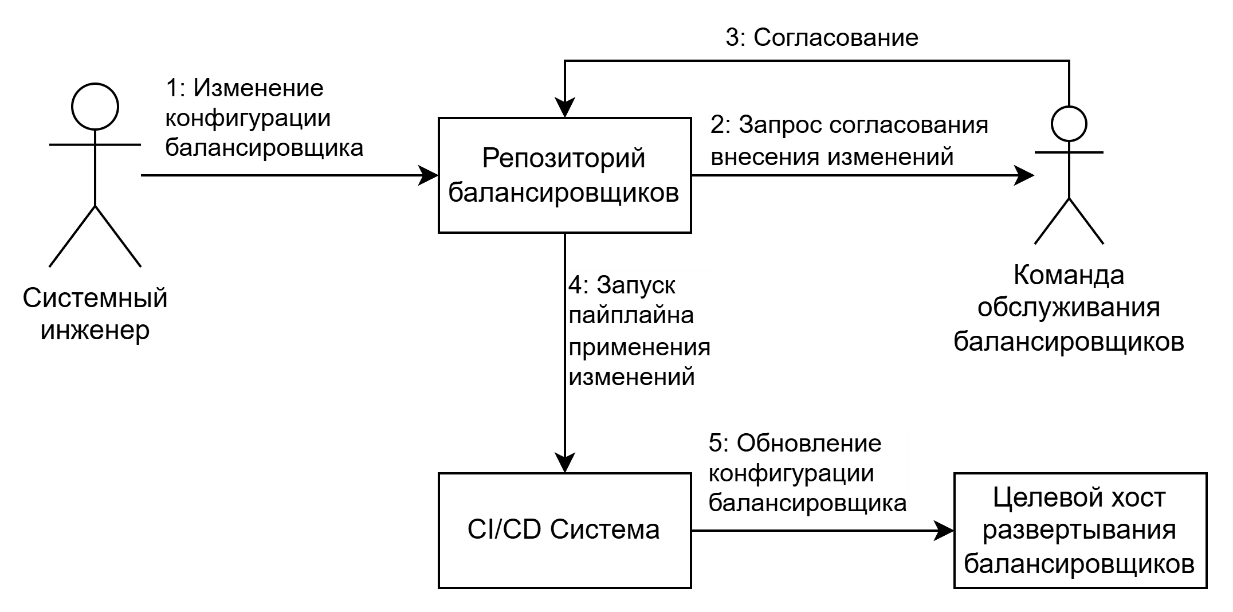 3: Согласование
1: Изменение
конфигурации
балансировщика
Репозиторий
балансировщиков
2: Запрос согласования
внесения изменений
Системный
инженер
Команда
обслуживания
балансировщиков
4: Запуск
пайплайна
применения
изменений
CI/CD Система
5: Обновление
конфигурации
балансировщика
Целевой хост
развертывания
балансировщиков